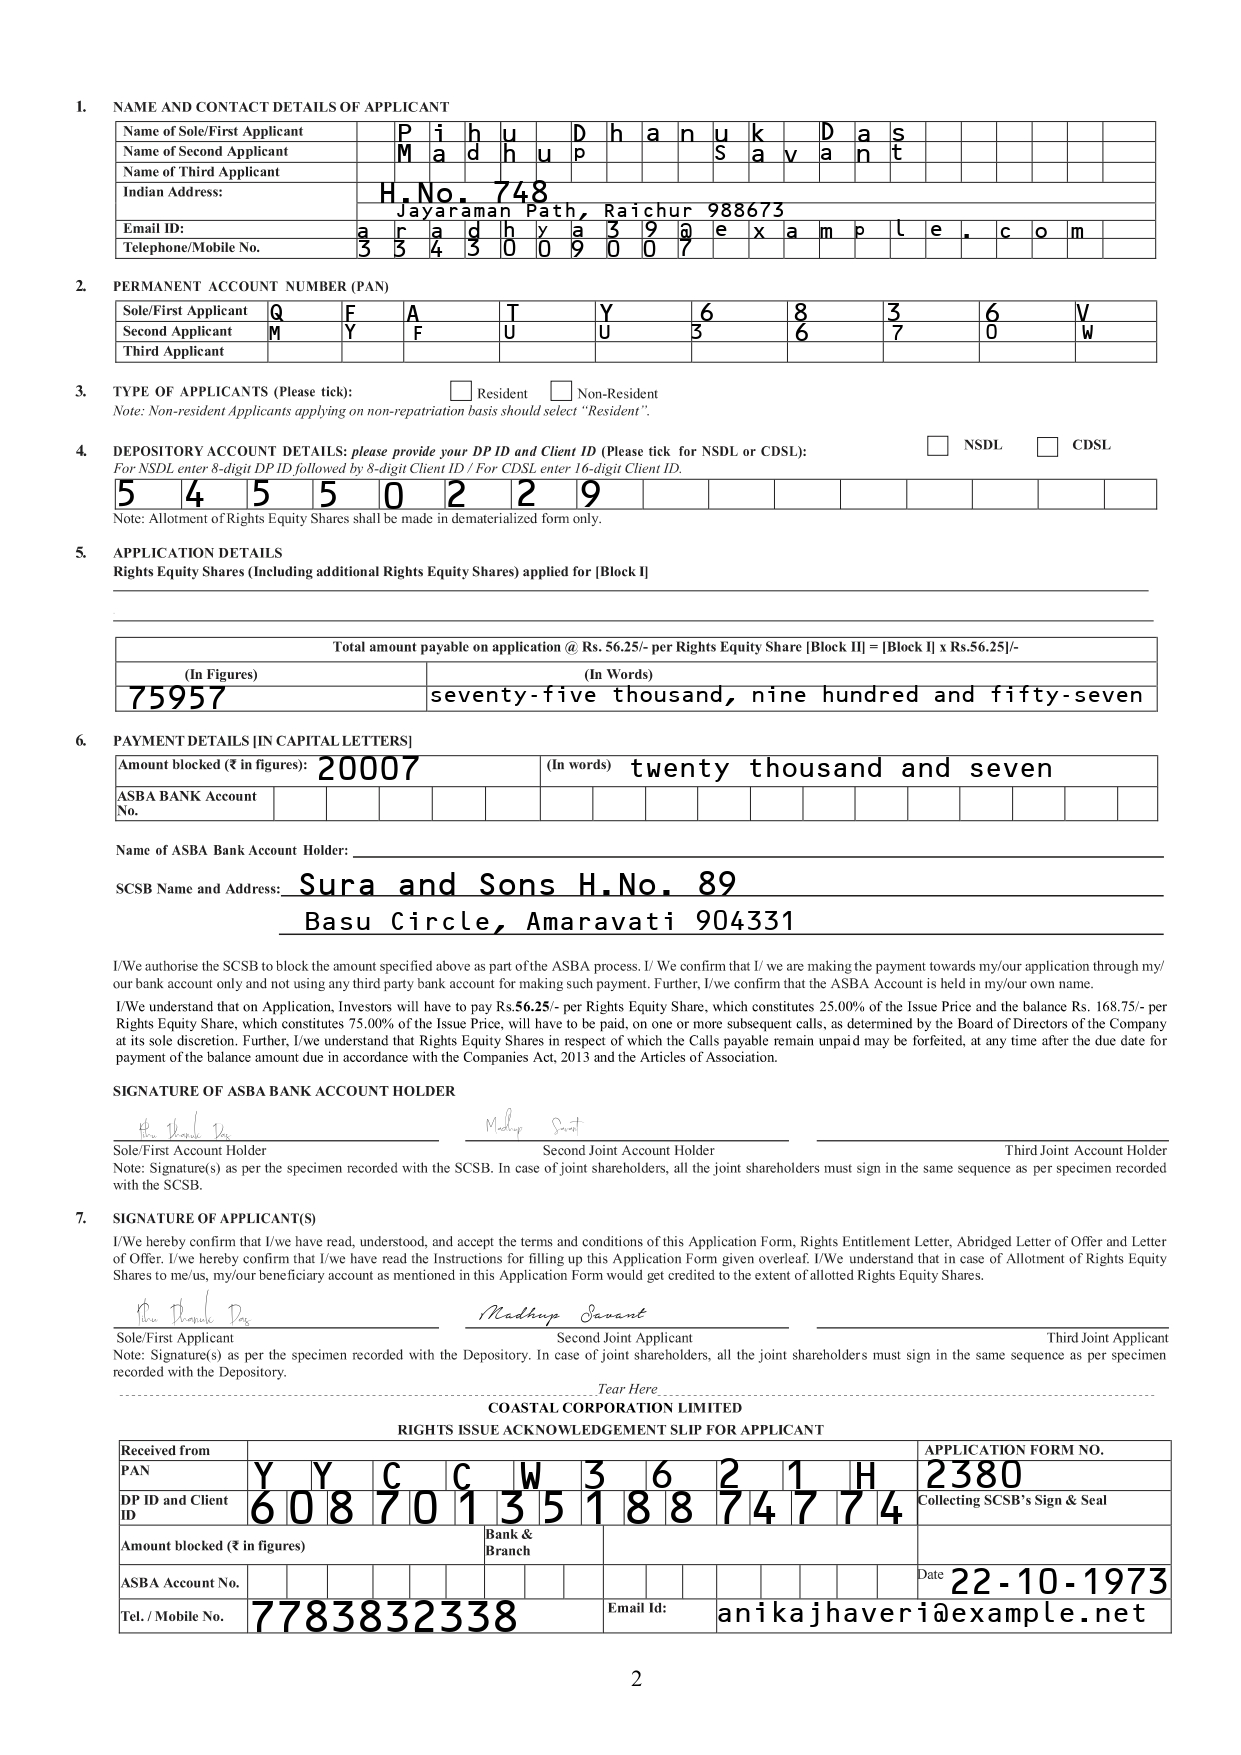 1. NAME AND CONTACT DETAILS OF APPLICANT
Name of Sole/First Applicant Pihu Dhanuk Das
Name of Second Applicant Madhup Savant
Name of Third Applicant
Indian Address: H.No. 748
Jayaraman Path, Raichur 988673
Email ID: aradhya39@example.com
Telephone/Mobile No. 3343009007
2. PERMANENT ACCOUNT NUMBER (PAN)
Sole/First Applicant Q F A T Y 6 8 3 6 V
Second Applicant M Y F U U 3 6 7 0 W
Third Applicant
3. TYPE OF APPLICANTS (Please tick): Resident Non-Resident
Note: Non-resident Applicants applying on non-repatriation basis should select “Resident”.
4. DEPOSITORY ACCOUNT DETAILS: please provide your DP ID and Client ID (Please tick for NSDL or CDSL): NSDL CDSL
For NSDL enter 8-digit DP ID followed by 8-digit Client ID / For CDSL enter 16-digit Client ID.
5 4 5 5 0 2 2 9
Note: Allotment of Rights Equity Shares shall be made in dematerialized form only.
5. APPLICATION DETAILS
Rights Equity Shares (Including additional Rights Equity Shares) applied for [Block I]
Total amount payable on application @ Rs. 56.25/- per Rights Equity Share [Block II] = [Block I] x Rs.56.25]/-
(In Figures) (In Words)
75957 seventy-five thousand, nine hundred and fifty-seven
6. PAYMENT DETAILS [IN CAPITAL LETTERS]
Amount blocked (₹ in figures): 20007 (In words) twenty thousand and seven
ASBA BANK Account
No.
Name of ASBA Bank Account Holder:
SCSB Name and Address: Sura and Sons H.No. 89
Basu Circle, Amaravati 904331
I/We authorise the SCSB to block the amount specified above as part of the ASBA process. I/ We confirm that I/ we are making the payment towards my/our application through my/
our bank account only and not using any third party bank account for making such payment. Further, I/we confirm that the ASBA Account is held in my/our own name.
I/We understand that on Application, Investors will have to pay Rs.56.25/- per Rights Equity Share, which constitutes 25.00% of the Issue Price and the balance Rs. 168.75/- per
Rights Equity Share, which constitutes 75.00% of the Issue Price, will have to be paid, on one or more subsequent calls, as determined by the Board of Directors of the Company
at its sole discretion. Further, I/we understand that Rights Equity Shares in respect of which the Calls payable remain unpaid may be forfeited, at any time after the due date for
payment of the balance amount due in accordance with the Companies Act, 2013 and the Articles of Association.
SIGNATURE OF ASBA BANK ACCOUNT HOLDER
Pihu Dhanuk Das Madhup Savant
Sole/First Account Holder Second Joint Account Holder Third Joint Account Holder
Note: Signature(s) as per the specimen recorded with the SCSB. In case of joint shareholders, all the joint shareholders must sign in the same sequence as per specimen recorded
with the SCSB.
7. SIGNATURE OF APPLICANT(S)
I/We hereby confirm that I/we have read, understood, and accept the terms and conditions of this Application Form, Rights Entitlement Letter, Abridged Letter of Offer and Letter
of Offer. I/we hereby confirm that I/we have read the Instructions for filling up this Application Form given overleaf. I/We understand that in case of Allotment of Rights Equity
Shares to me/us, my/our beneficiary account as mentioned in this Application Form would get credited to the extent of allotted Rights Equity Shares.
Pihu Dhanuk Das Madhup Savant
Sole/First Applicant Second Joint Applicant Third Joint Applicant
Note: Signature(s) as per the specimen recorded with the Depository. In case of joint shareholders, all the joint shareholders must sign in the same sequence as per specimen
recorded with the Depository.
Tear Here
COASTAL CORPORATION LIMITED
RIGHTS ISSUE ACKNOWLEDGEMENT SLIP FOR APPLICANT
Received from APPLICATION FORM NO.
PAN Y Y C C W 3 6 2 1 H 2380
DP ID and Client
ID 6087013518874774 Collecting SCSB’s Sign & Seal
Amount blocked (₹ in figures) Bank &
Branch
ASBA Account No. Date 22-10-1973
Tel. / Mobile No. 7783832338 Email Id: anikajhaveri@example.net
2